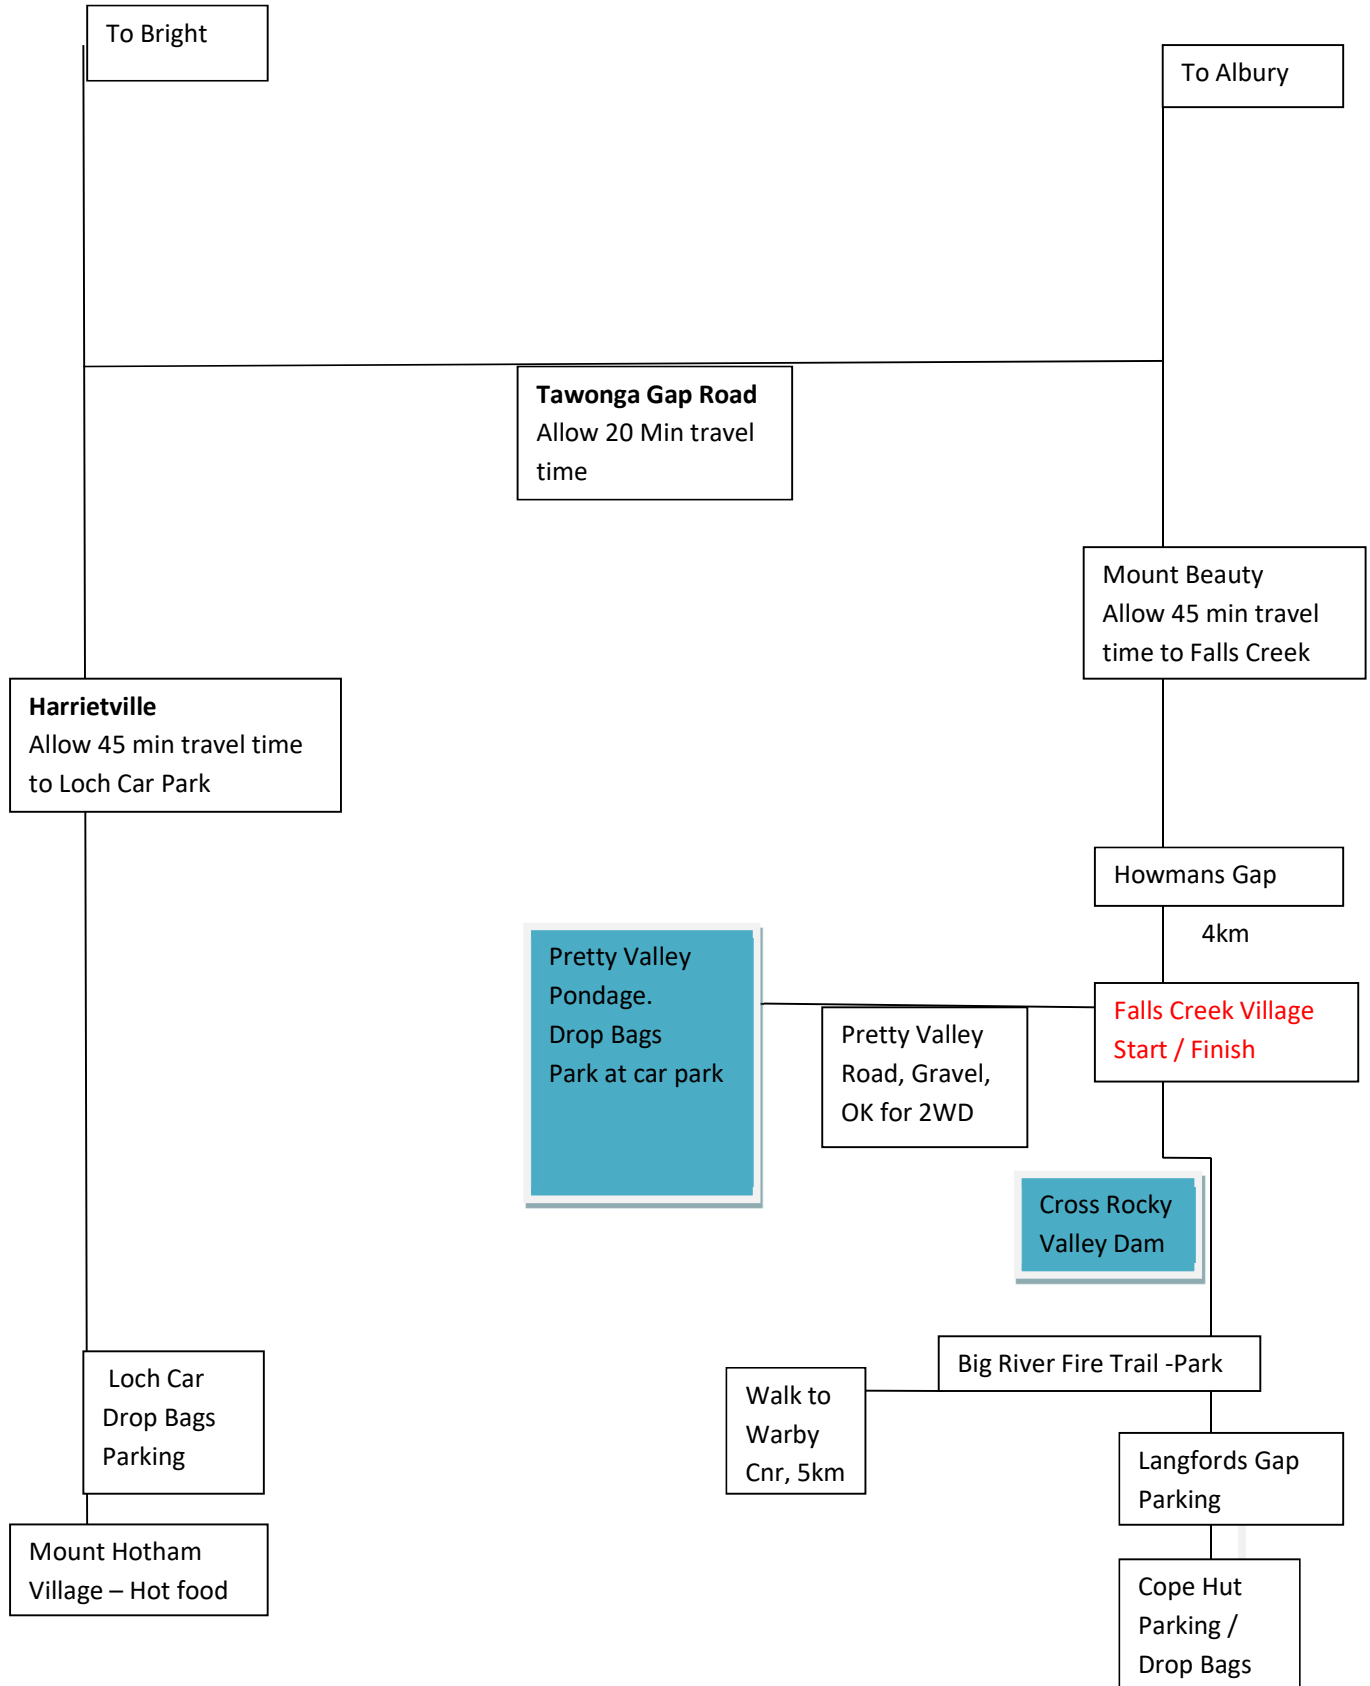 To Bright
To Albury
Tawonga Gap Road
Allow 20 Min travel
time
Mount Beauty
Allow 45 min travel
time to Falls Creek
Harrietville
Allow 45 min travel time
to Loch Car Park
Howmans Gap
4km
Pretty Valley
Pondage.
Drop Bags
Park at car park
Pretty Valley
Road, Gravel,
OK for 2WD
Falls Creek Village
Start / Finish
Cross Rocky
Valley Dam
Big River Fire Trail -Park
Walk to
Warby
Cnr, 5km
Loch Car
Drop Bags
Parking
Langfords Gap
Parking
Mount Hotham
Village – Hot food
Cope Hut
Parking /
Drop Bags